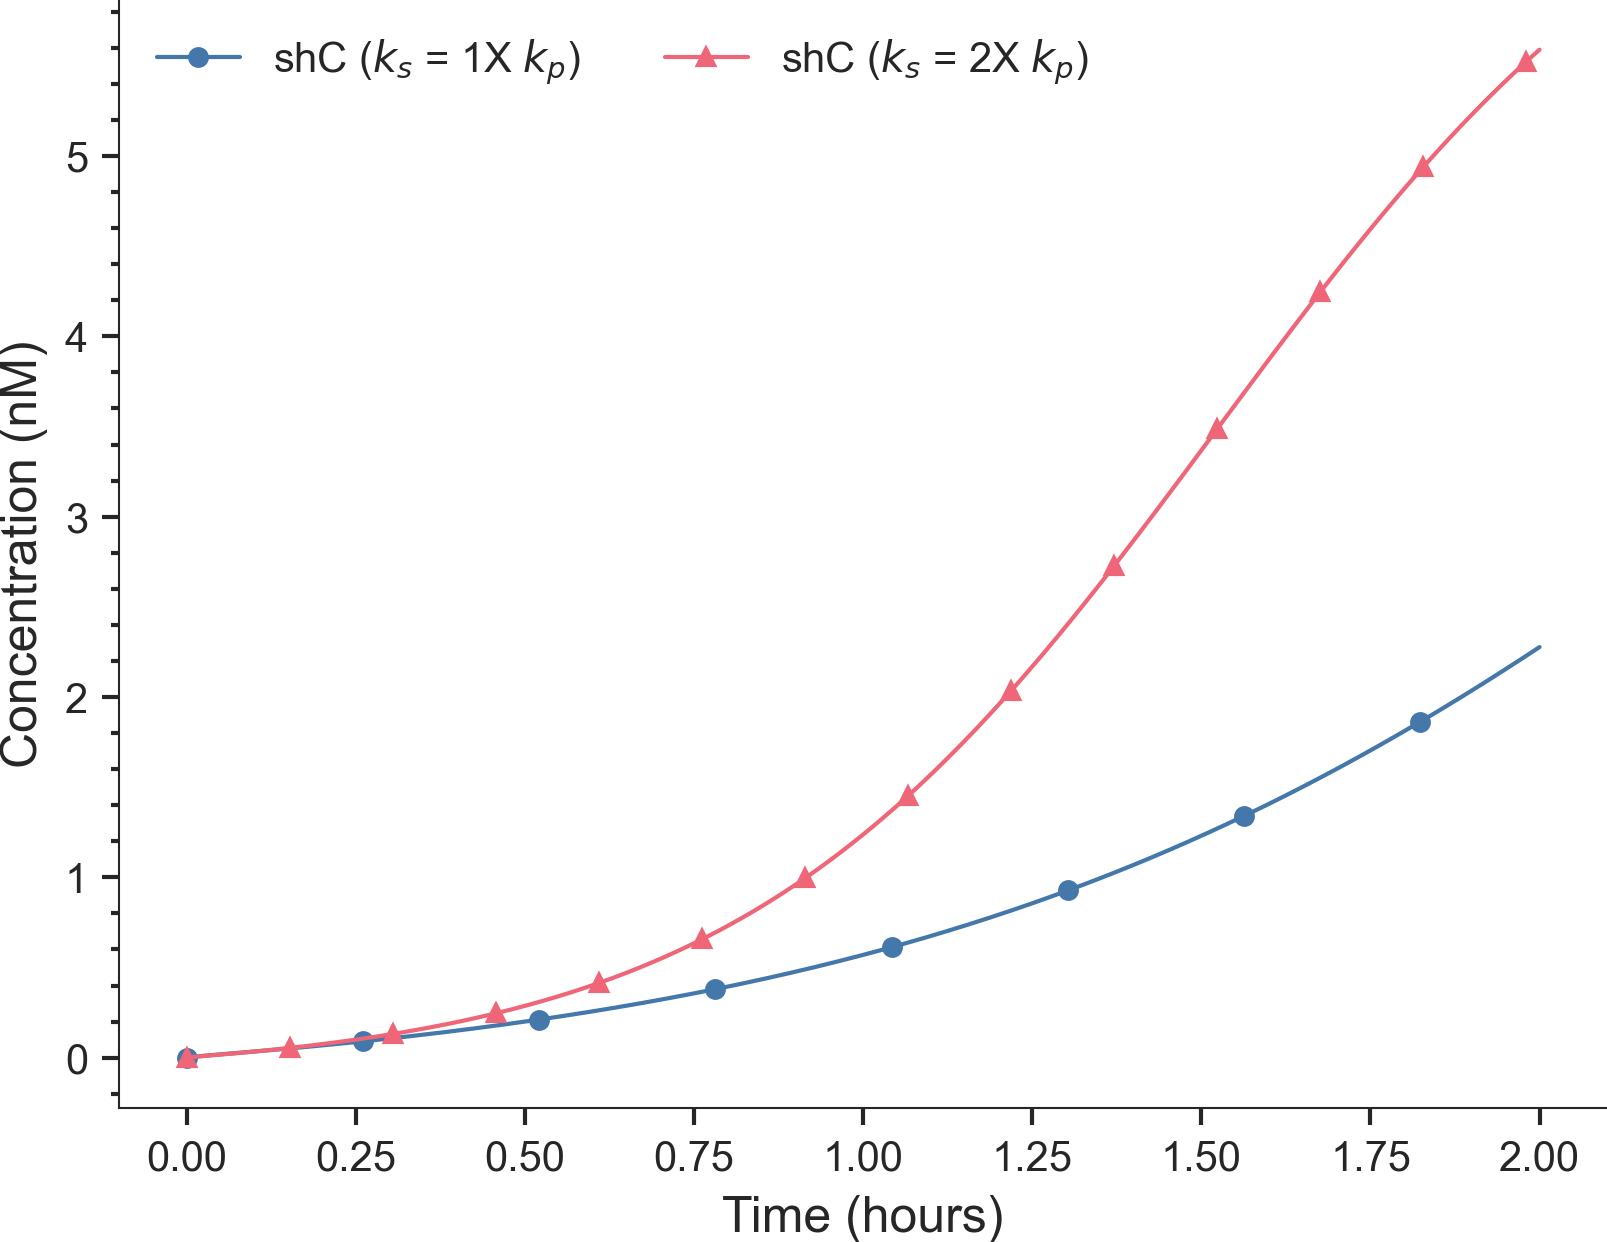 shC (kₛ = 1X kₚ) shC (kₛ = 2X kₚ)
Concentration (nM)
5
4
3
2
1
0
0.00 0.25 0.50 0.75 1.00 1.25 1.50 1.75 2.00
Time (hours)